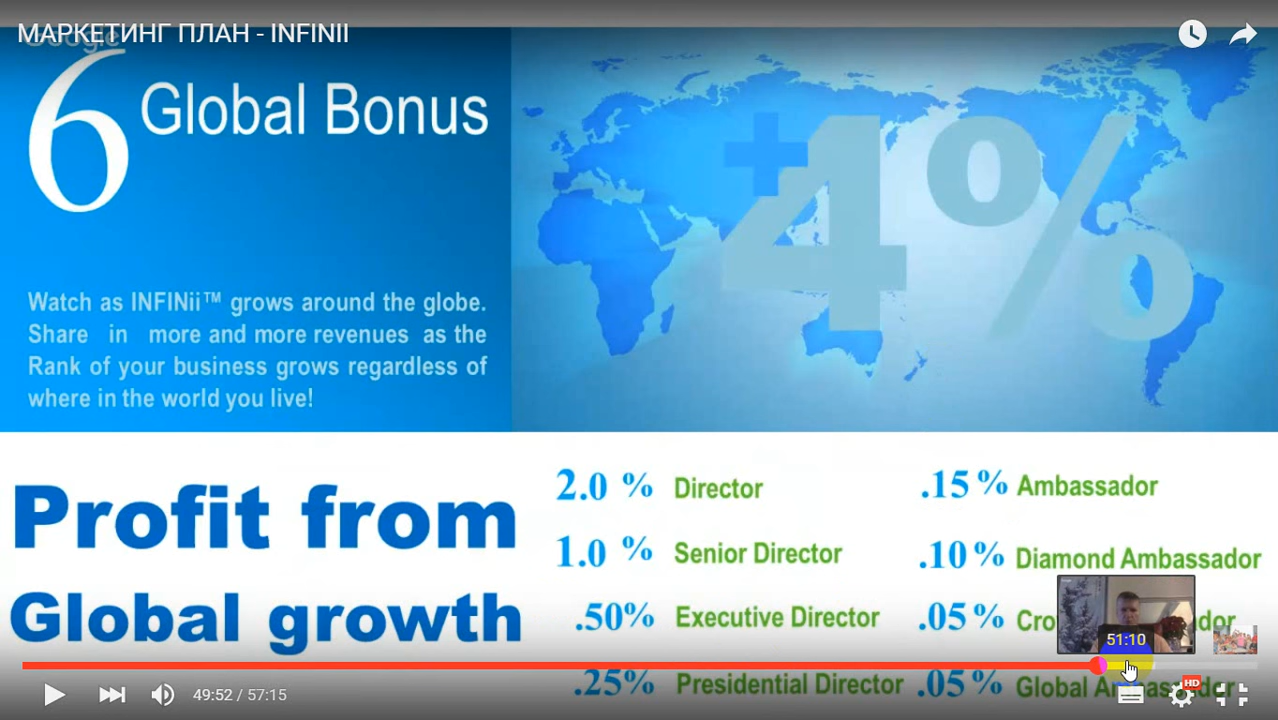 МАРКЕТИНГ ПЛАН - INFINII
Google
6 Global Bonus
+4%
Watch as INFINii™ grows around the globe.
Share in more and more revenues as the
Rank of your business grows regardless of
where in the world you live!
Profit from
Global growth
2.0 % Director
1.0 % Senior Director
.50% Executive Director
.25% Presidential Director
.15 % Ambassador
.10 % Diamond Ambassador
.05 %
.05 % Global Ambassador
51:10
49:52 / 57:15
HD